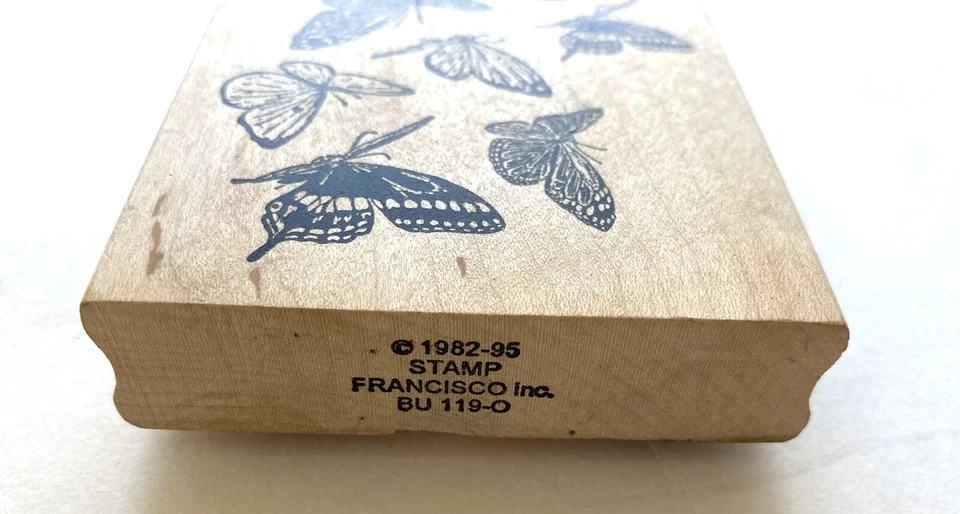 © 1982-95
STAMP
FRANCISCO inc.
BU 119-O